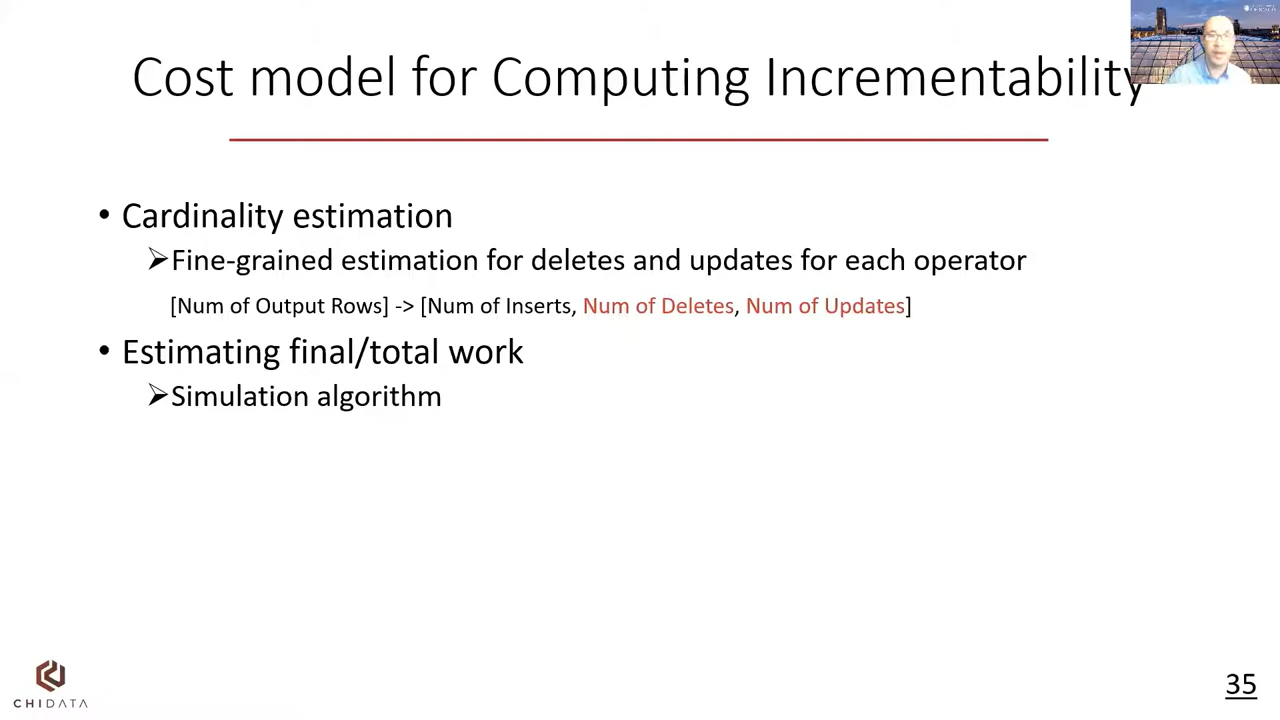 Cost model for Computing Incrementability
• Cardinality estimation
➢Fine-grained estimation for deletes and updates for each operator
[Num of Output Rows] -> [Num of Inserts, Num of Deletes, Num of Updates]
• Estimating final/total work
➢Simulation algorithm
CHIDATA
35